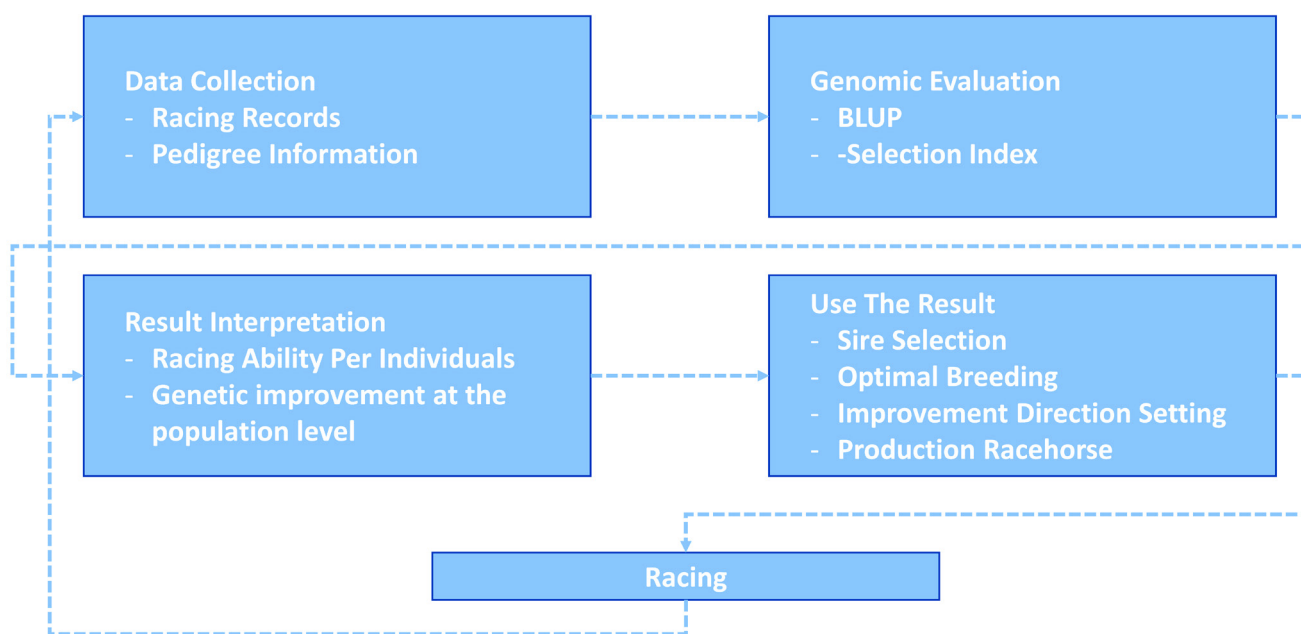 Data Collection
- Racing Records
- Pedigree Information
Genomic Evaluation
- BLUP
- -Selection Index
Result Interpretation
- Racing Ability Per Individuals
- Genetic improvement at the
population level
Use The Result
- Sire Selection
- Optimal Breeding
- Improvement Direction Setting
- Production Racehorse
Racing